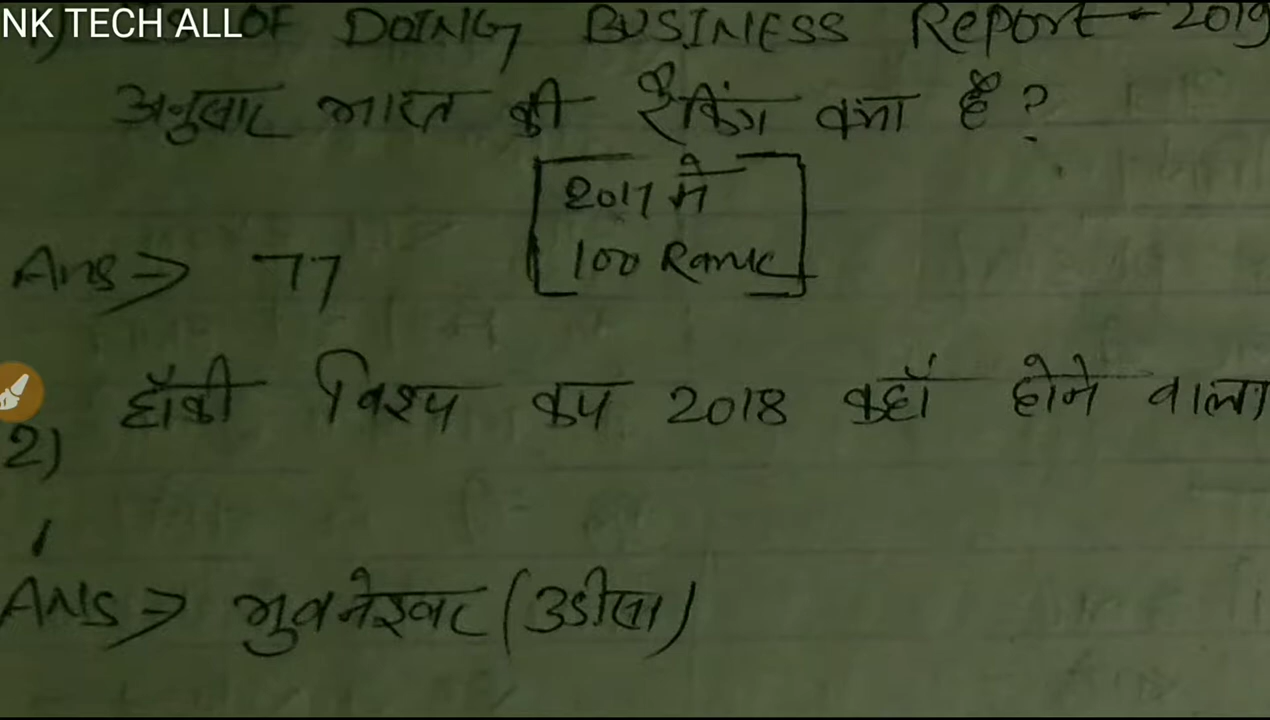 NK TECH ALL
OF DOING BUSINESS Report - 2019
अनुसार भारत की रैंकिंग क्या है ?
2017 में
100 Rank
Ans ⇒ 77
हॉकी विश्प कप 2018 कहाँ होने वाला
2)
ANS ⇒ भुवनेश्वर (उडीसा)